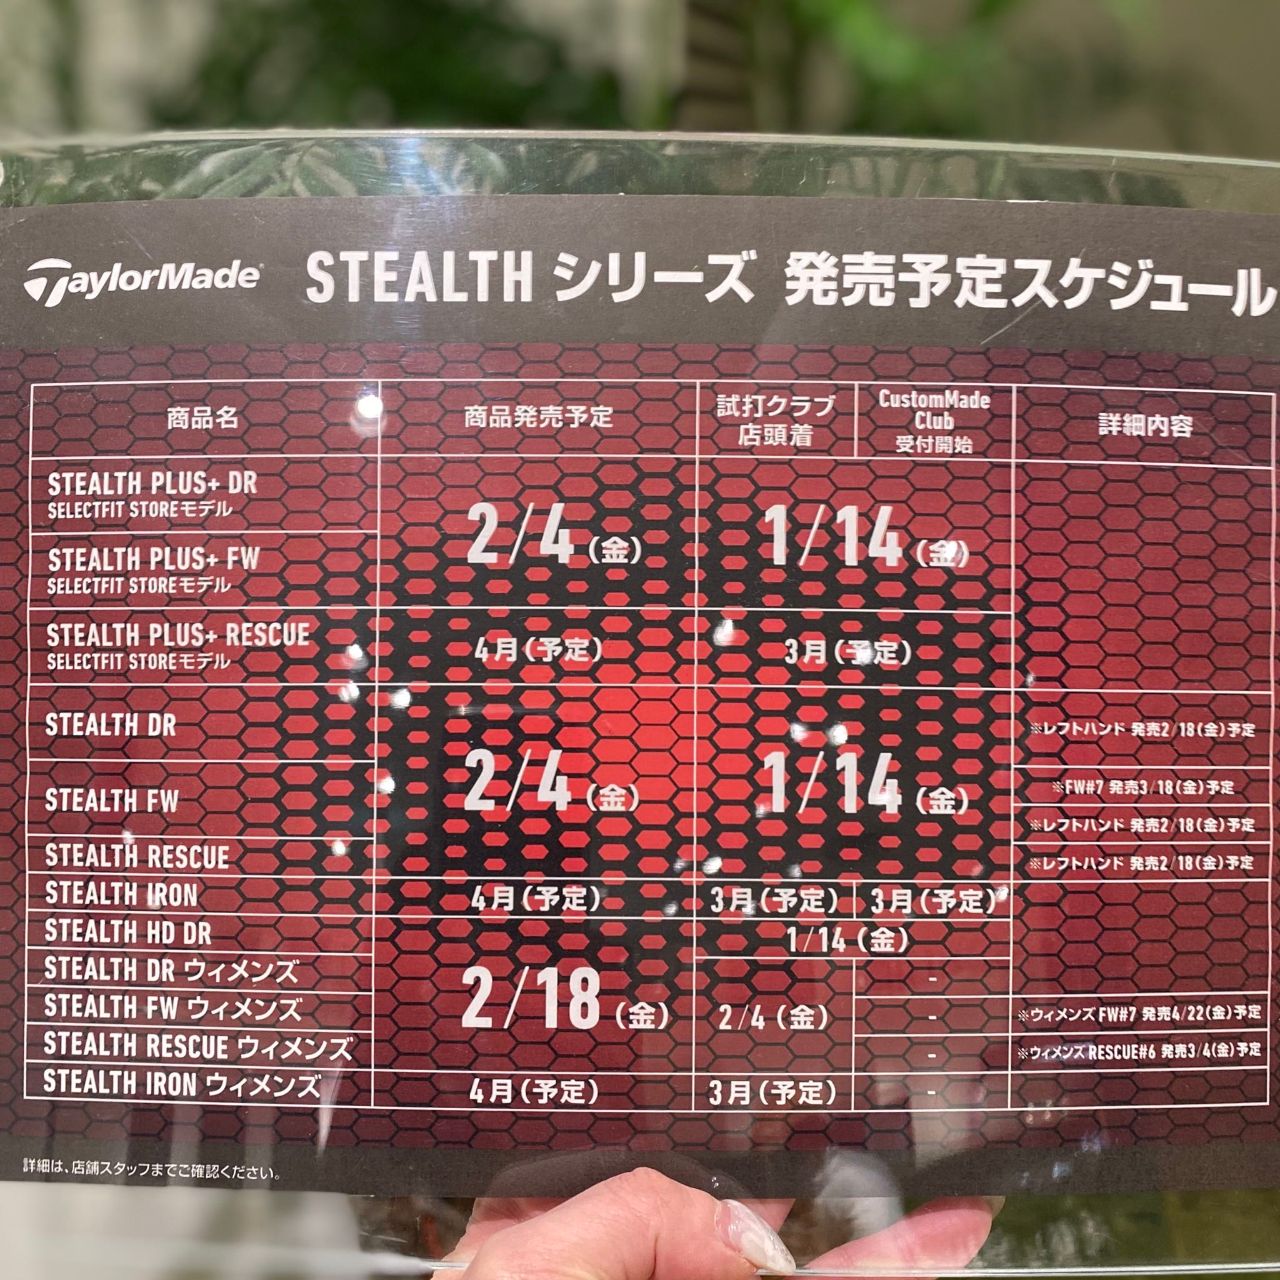 TaylorMade
STEALTH シリーズ 発売予定スケジュール
商品名
商品発売予定
試打クラブ
店頭着
CustomMade
Club
受付開始
詳細内容
STEALTH PLUS+ DR
SELECTFIT STOREモデル
STEALTH PLUS+ FW
SELECTFIT STOREモデル
2/4(金)
1/14(金)
STEALTH PLUS+ RESCUE
SELECTFIT STOREモデル
4月(予定)
3月(予定)
STEALTH DR
STEALTH FW
STEALTH RESCUE
2/4(金)
1/14(金)
※レフトハンド 発売2/18(金)予定
※FW#7 発売3/18(金)予定
※レフトハンド 発売2/18(金)予定
※レフトハンド 発売2/18(金)予定
STEALTH IRON
4月(予定)
3月(予定)
3月(予定)
STEALTH HD DR
1/14(金)
STEALTH DR ウィメンズ
-
STEALTH FW ウィメンズ
2/18(金)
2/4(金)
-
※ウィメンズFW#7 発売4/22(金)予定
STEALTH RESCUE ウィメンズ
-
※ウィメンズRESCUE#6 発売3/4(金)予定
STEALTH IRON ウィメンズ
4月(予定)
3月(予定)
-
詳細は、店舗スタッフまでご確認ください。